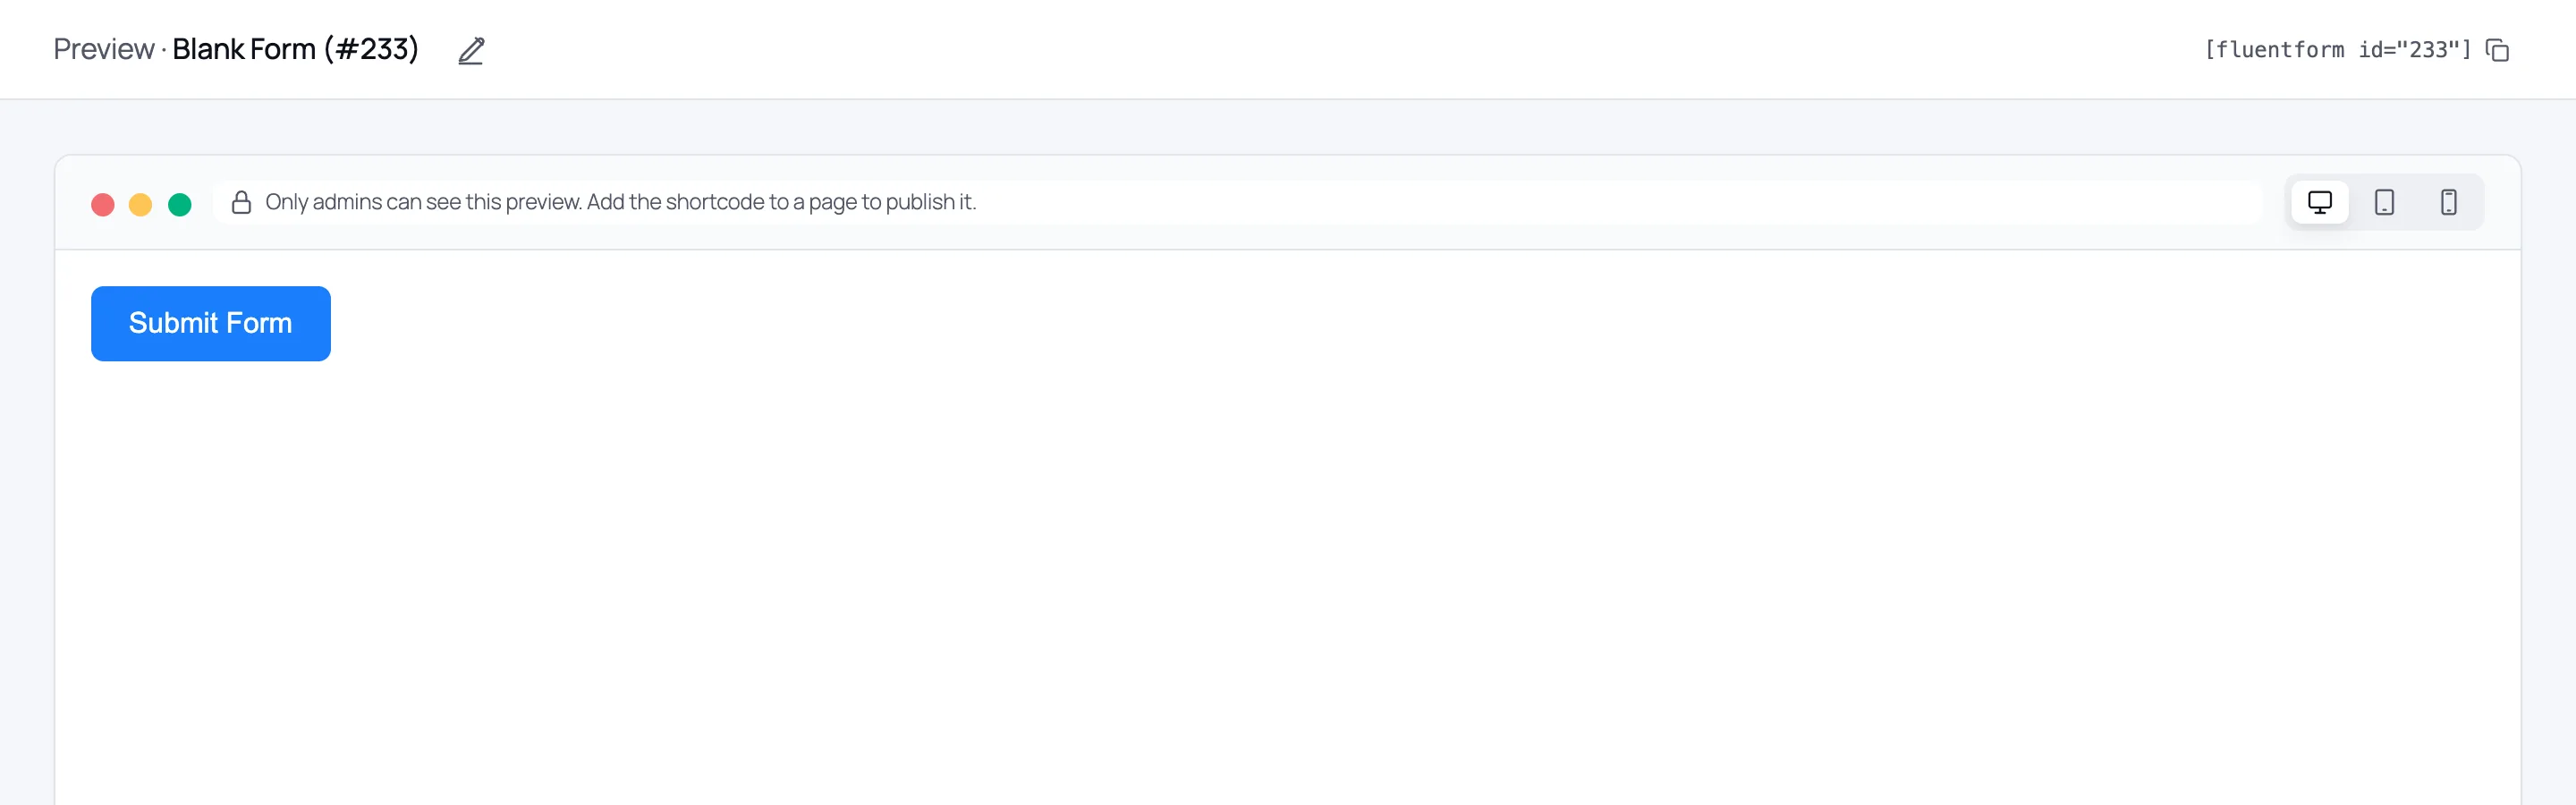 Preview · Blank Form (#233)
[fluentform id="233"]
Only admins can see this preview. Add the shortcode to a page to publish it.
Submit Form